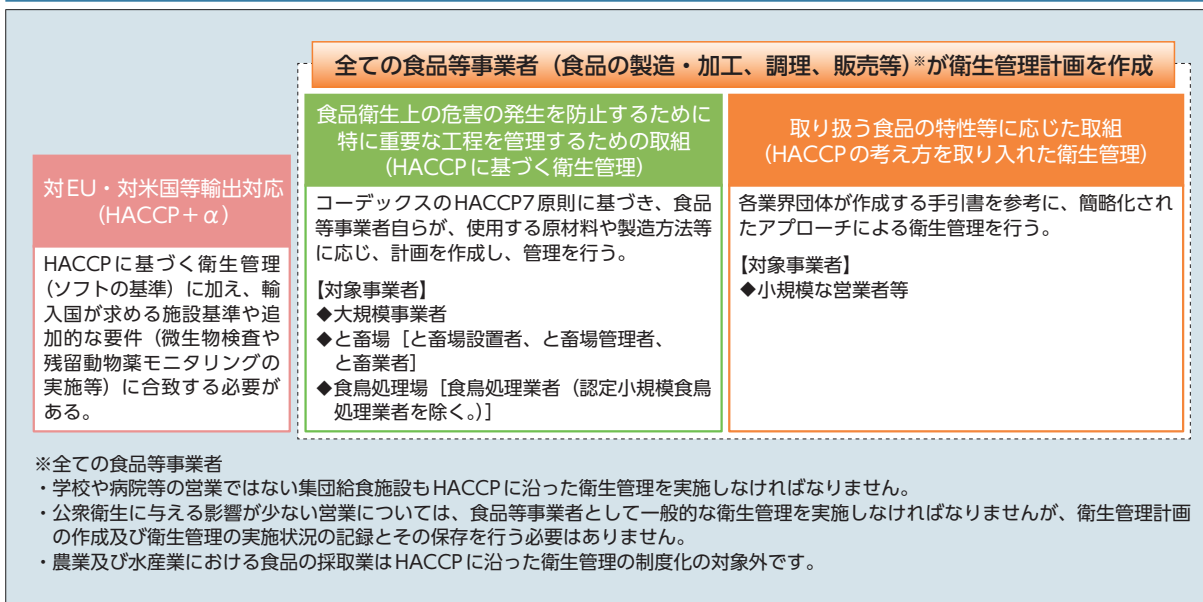 全ての食品等事業者（食品の製造・加工、調理、販売等）※が衛生管理計画を作成
対EU・対米国等輸出対応
（HACCP＋α）
HACCPに基づく衛生管理
（ソフトの基準）に加え、輸
入国が求める施設基準や追
加的な要件（微生物検査や
残留動物薬モニタリングの
実施等）に合致する必要が
ある。
食品衛生上の危害の発生を防止するために
特に重要な工程を管理するための取組
（HACCPに基づく衛生管理）
コーデックスのHACCP7原則に基づき、食品
等事業者自らが、使用する原材料や製造方法等
に応じ、計画を作成し、管理を行う。
【対象事業者】
◆大規模事業者
◆と畜場［と畜場設置者、と畜場管理者、
と畜業者］
◆食鳥処理場［食鳥処理業者（認定小規模食鳥
処理業者を除く。）］
取り扱う食品の特性等に応じた取組
（HACCPの考え方を取り入れた衛生管理）
各業界団体が作成する手引書を参考に、簡略化され
たアプローチによる衛生管理を行う。
【対象事業者】
◆小規模な営業者等
※全ての食品等事業者
・学校や病院等の営業ではない集団給食施設もHACCPに沿った衛生管理を実施しなければなりません。
・公衆衛生に与える影響が少ない営業については、食品等事業者として一般的な衛生管理を実施しなければなりませんが、衛生管理計画
の作成及び衛生管理の実施状況の記録とその保存を行う必要はありません。
・農業及び水産業における食品の採取業はHACCPに沿った衛生管理の制度化の対象外です。